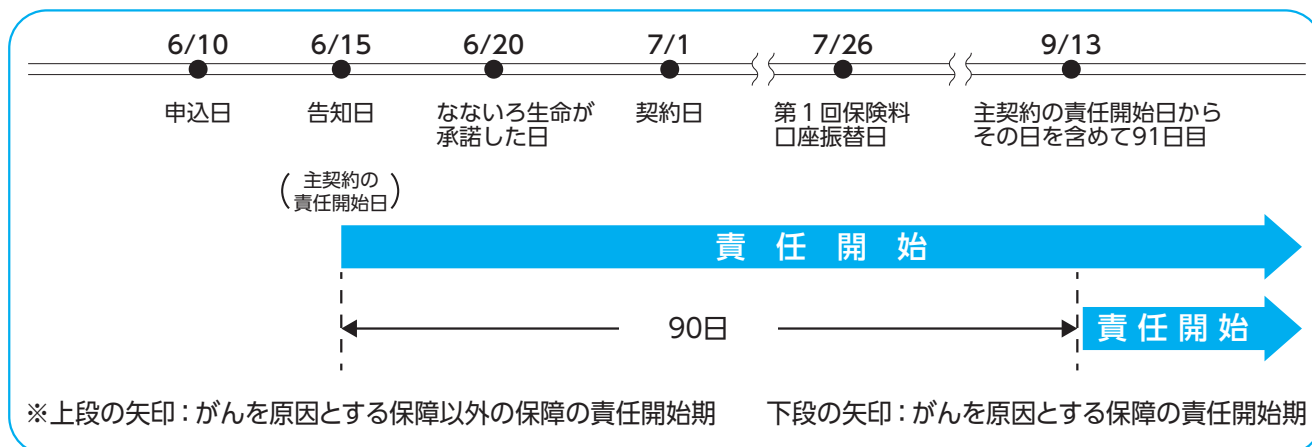 6/10 6/15 6/20 7/1 7/26 9/13
申込日 告知日 なないろ生命が 契約日 第1回保険料 主契約の責任開始日から
承諾した日 口座振替日 その日を含めて91日目
(主契約の
責任開始日)
責任開始
90日 責任開始
※上段の矢印:がんを原因とする保障以外の保障の責任開始期 下段の矢印:がんを原因とする保障の責任開始期